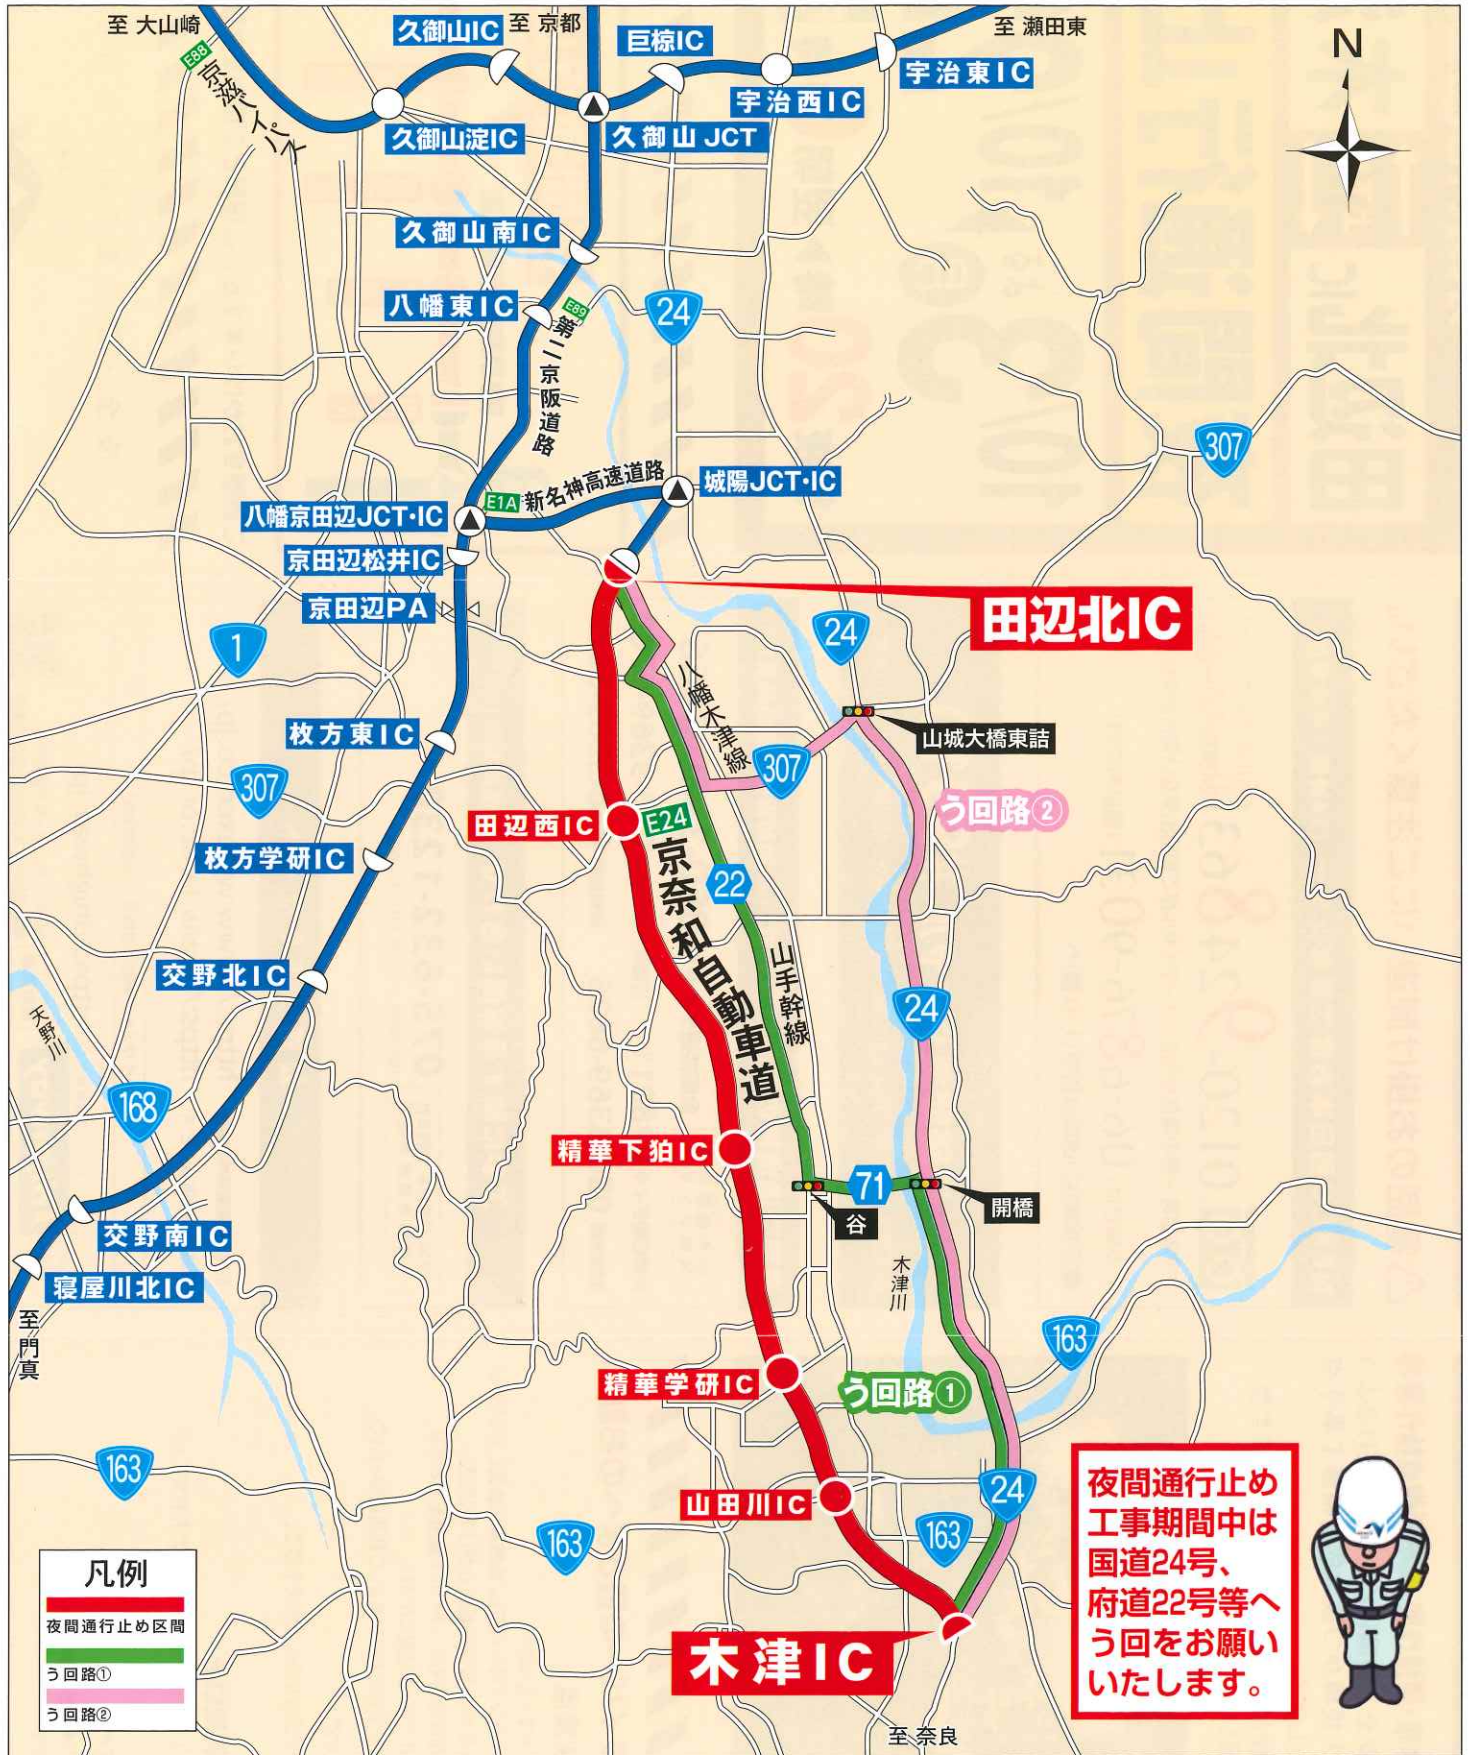 至 大山崎
久御山IC
至 京都
巨椋IC
至 瀬田東
N
E88
京滋バイパス
宇治東IC
宇治西IC
久御山淀IC
久御山JCT
久御山南IC
八幡東IC
E89
第二京阪道路
24
307
E1A
新名神高速道路
城陽JCT・IC
八幡京田辺JCT・IC
京田辺松井IC
京田辺PA
田辺北IC
1
24
八幡木津線
枚方東IC
山城大橋東詰
307
307
う回路②
田辺西IC
E24
京奈和自動車道
枚方学研IC
22
交野北IC
山手幹線
24
天野川
168
精華下狛IC
71
開橋
谷
交野南IC
寝屋川北IC
木津川
至 門真
163
精華学研IC
う回路①
163
24
山田川IC
163
163
夜間通行止め
工事期間中は
国道24号、
府道22号等へ
う回をお願い
いたします。
凡例
夜間通行止め区間
う回路①
う回路②
木津IC
至 奈良